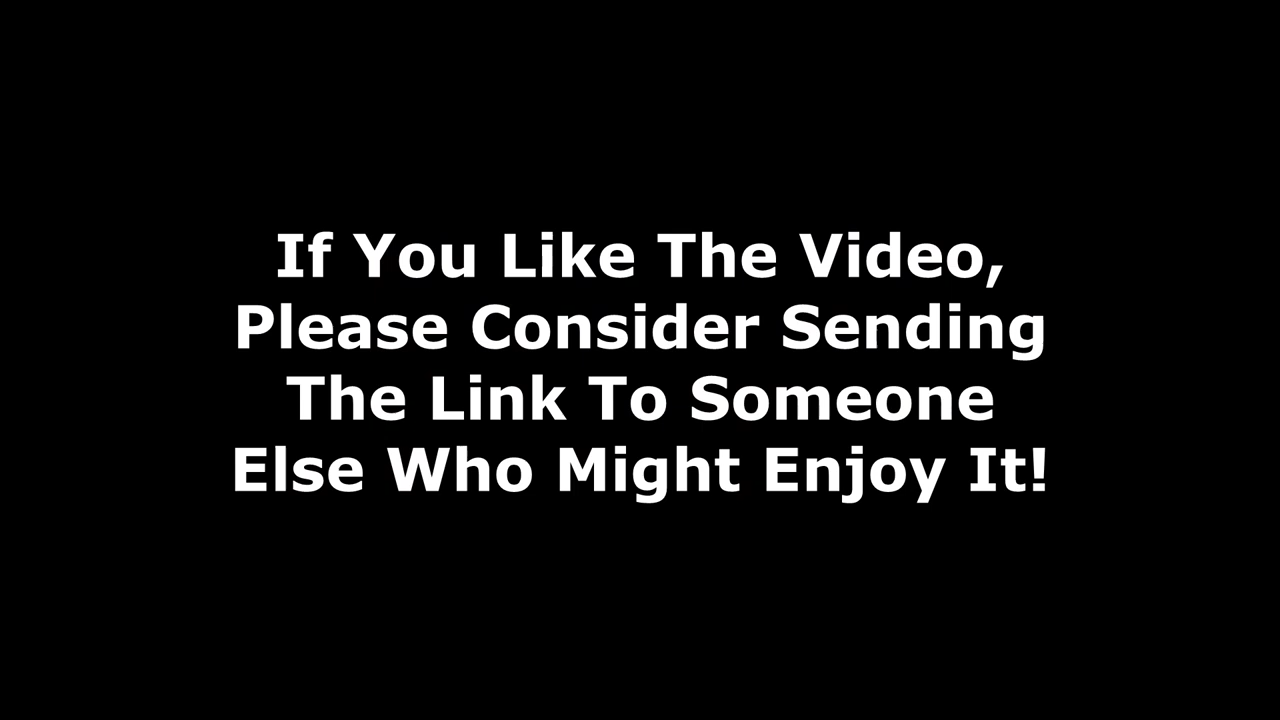 If You Like The Video,
Please Consider Sending
The Link To Someone
Else Who Might Enjoy It!